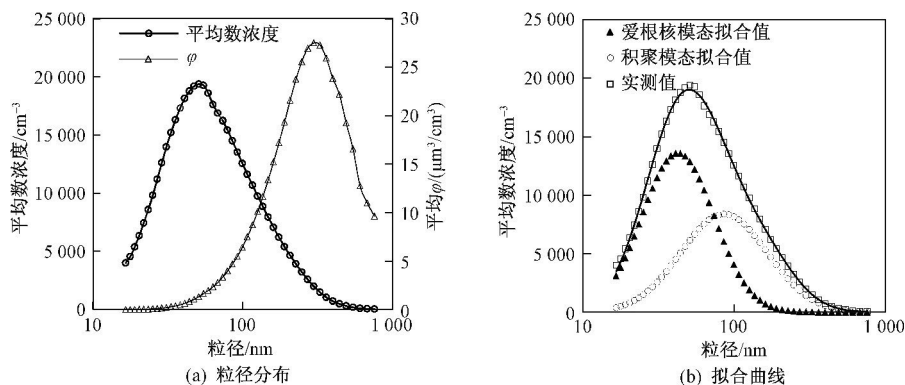 25 000
20 000
15 000
10 000
5 000
0
平均数浓度/cm⁻³
平均数浓度
φ
30
25
20
15
10
5
0
平均φ/(μm³/cm³)
10
100
1 000
粒径/nm
(a) 粒径分布
25 000
20 000
15 000
10 000
5 000
0
平均数浓度/cm⁻³
爱根核模态拟合值
积聚模态拟合值
实测值
10
100
1 000
粒径/nm
(b) 拟合曲线